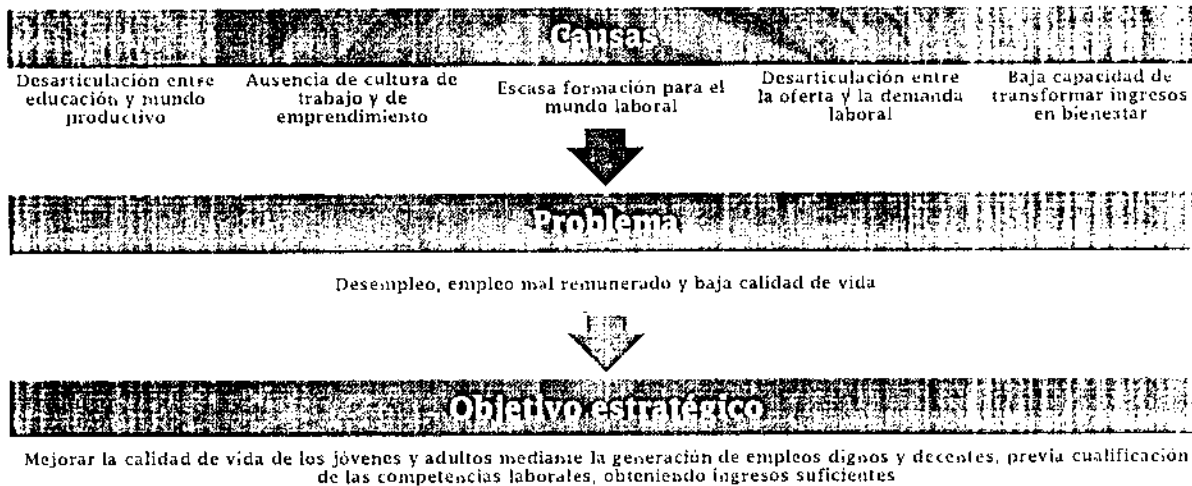 Causas
Desarticulación entre
educación y mundo
productivo
Ausencia de cultura de
trabajo y de
emprendimiento
Escasa formación para el
mundo laboral
Desarticulación entre
la oferta y la demanda
laboral
Baja capacidad de
transformar ingresos
en bienestar
Problema
Desempleo, empleo mal remunerado y baja calidad de vida
Objetivo estratégico
Mejorar la calidad de vida de los jóvenes y adultos mediante la generación de empleos dignos y decentes, previa cualificación
de las competencias laborales, obteniendo ingresos suficientes